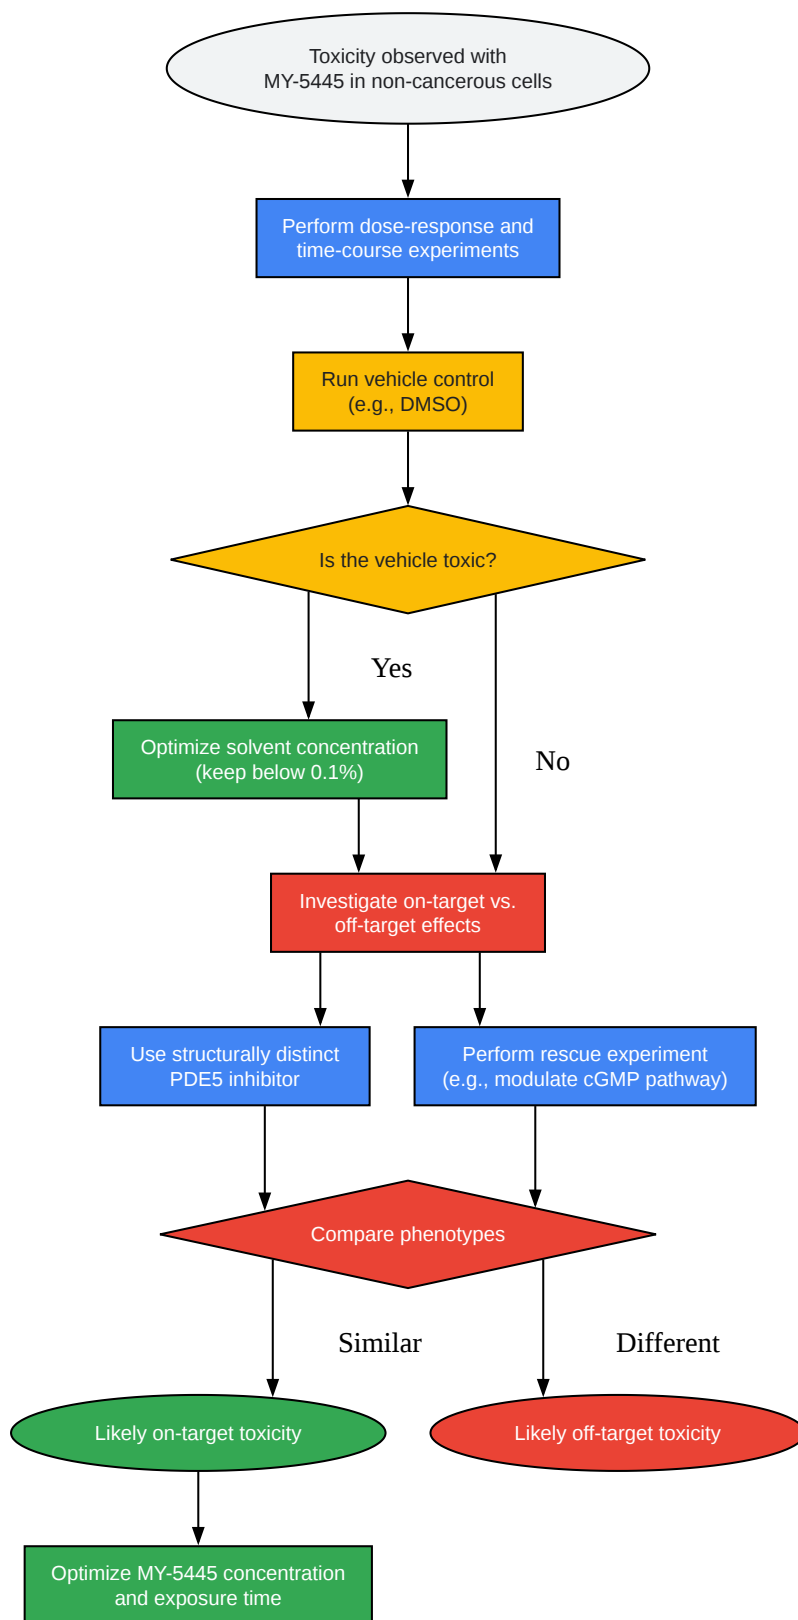 Toxicity observed with
MY-5445 in non-cancerous cells
Perform dose-response and
time-course experiments
Run vehicle control
(e.g., DMSO)
Is the vehicle toxic?
Yes
No
Optimize solvent concentration
(keep below 0.1%)
Investigate on-target vs.
off-target effects
Use structurally distinct
PDE5 inhibitor
Perform rescue experiment
(e.g., modulate cGMP pathway)
Compare phenotypes
Similar
Different
Likely on-target toxicity
Likely off-target toxicity
Optimize MY-5445 concentration
and exposure time